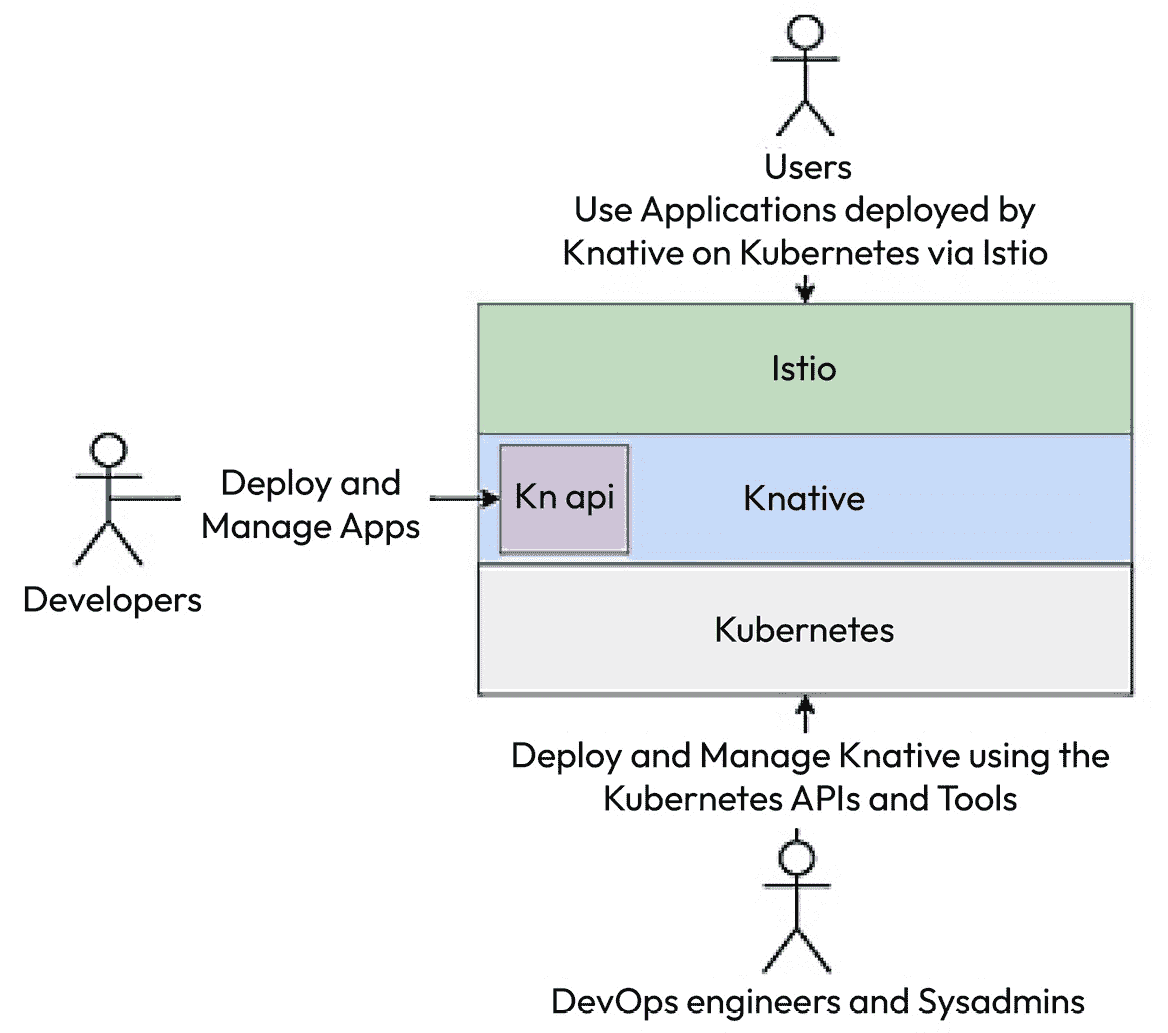 Users
Use Applications deployed by
Knative on Kubernetes via Istio
Istio
Deploy and
Manage Apps
Kn api
Knative
Developers
Kubernetes
Deploy and Manage Knative using the
Kubernetes APIs and Tools
DevOps engineers and Sysadmins